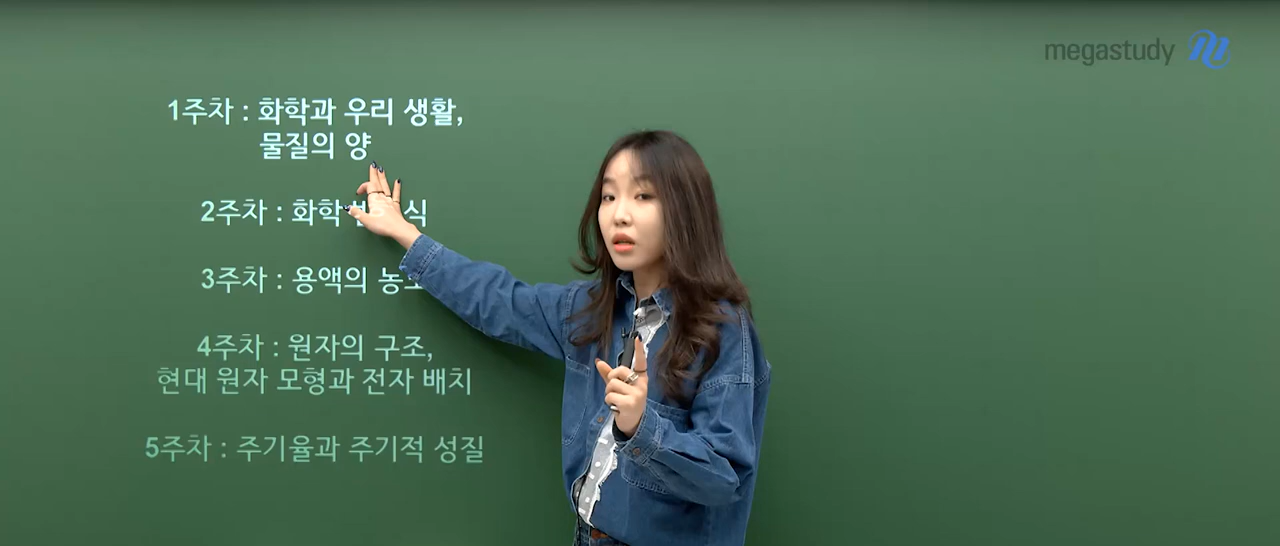 megastudy
1주차 : 화학과 우리 생활,
물질의 양
2주차 :
3주차 : 용액의
4주차 : 원자의 구조,
현대 원자 모형과 전자 배치
5주차 : 주기율과 주기적 성질